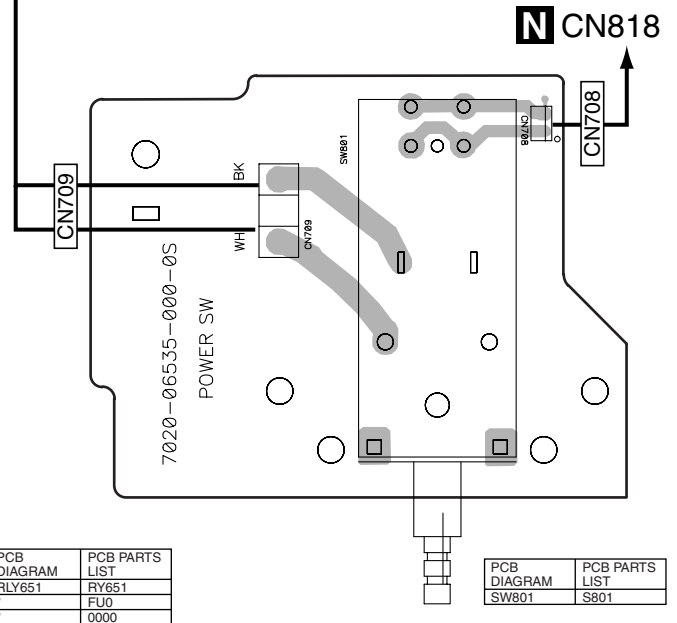 N CN818
CN708
CN708
SW801
BK
CN709
CN709
WH
7020-06535-000-0S
POWER SW
PCB DIAGRAM
PCB PARTS LIST
RLY651
RY651
FU0
0000
PCB DIAGRAM
PCB PARTS LIST
SW801
S801